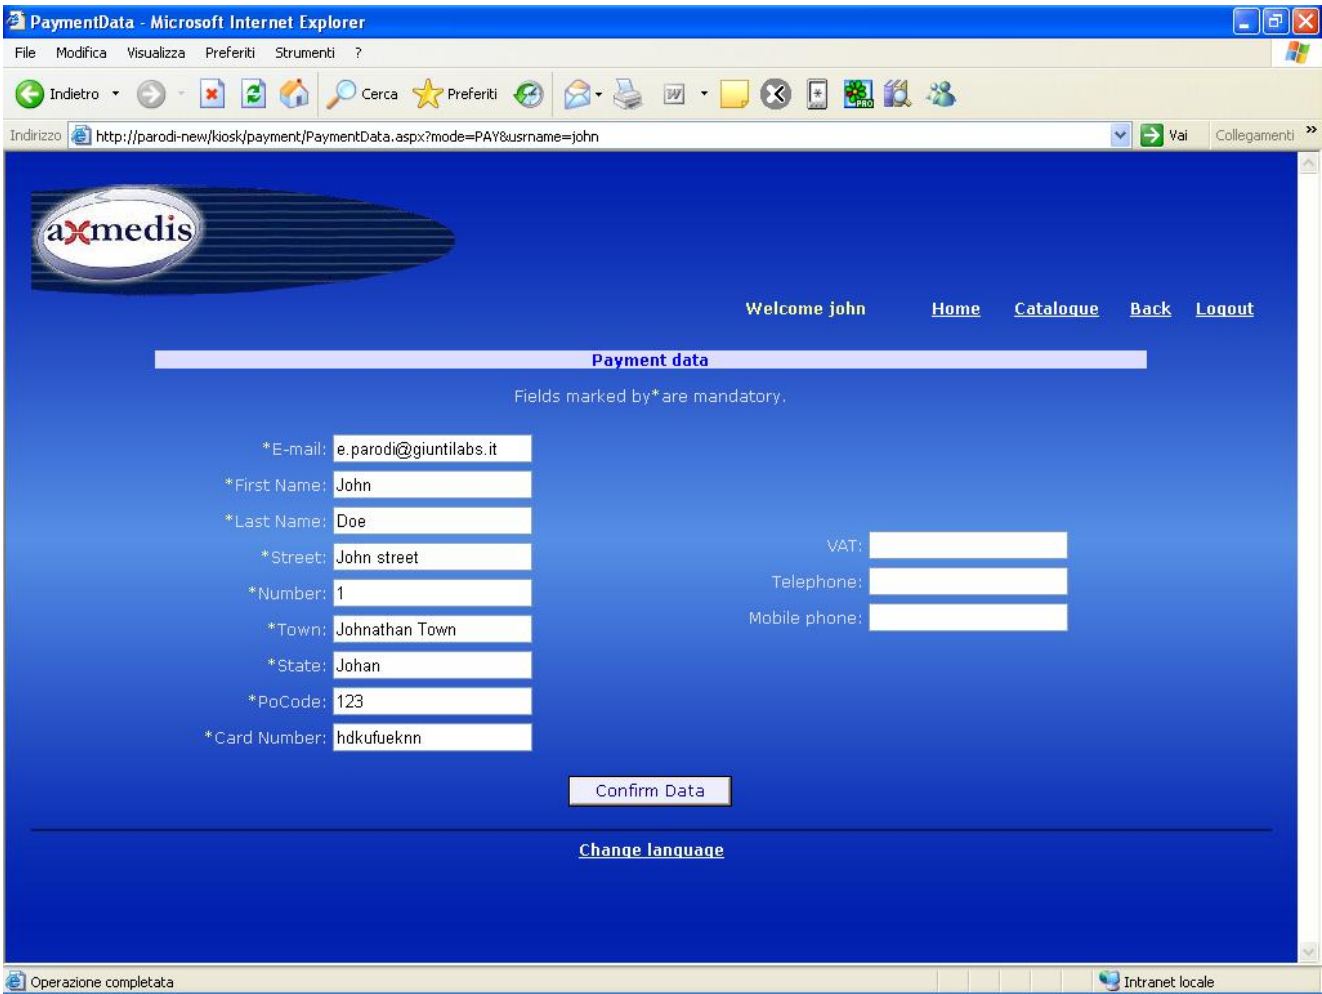 PaymentData - Microsoft Internet Explorer
File Modifica Visualizza Preferiti Strumenti ?
Indietro Cerca Preferiti
Indirizzo http://parodi-new/kiosk/payment/PaymentData.aspx?mode=PAY&usrname=john Vai Collegamenti »
axmedis
Welcome john Home Catalogue Back Logout
Payment data
Fields marked by*are mandatory.
*E-mail: e.parodi@giuntilabs.it
*First Name: John
*Last Name: Doe
*Street: John street
*Number: 1
*Town: Johnathan Town
*State: Johan
*PoCode: 123
*Card Number: hdkufueknn
VAT:
Telephone:
Mobile phone:
Confirm Data
Change language
Operazione completata Intranet locale